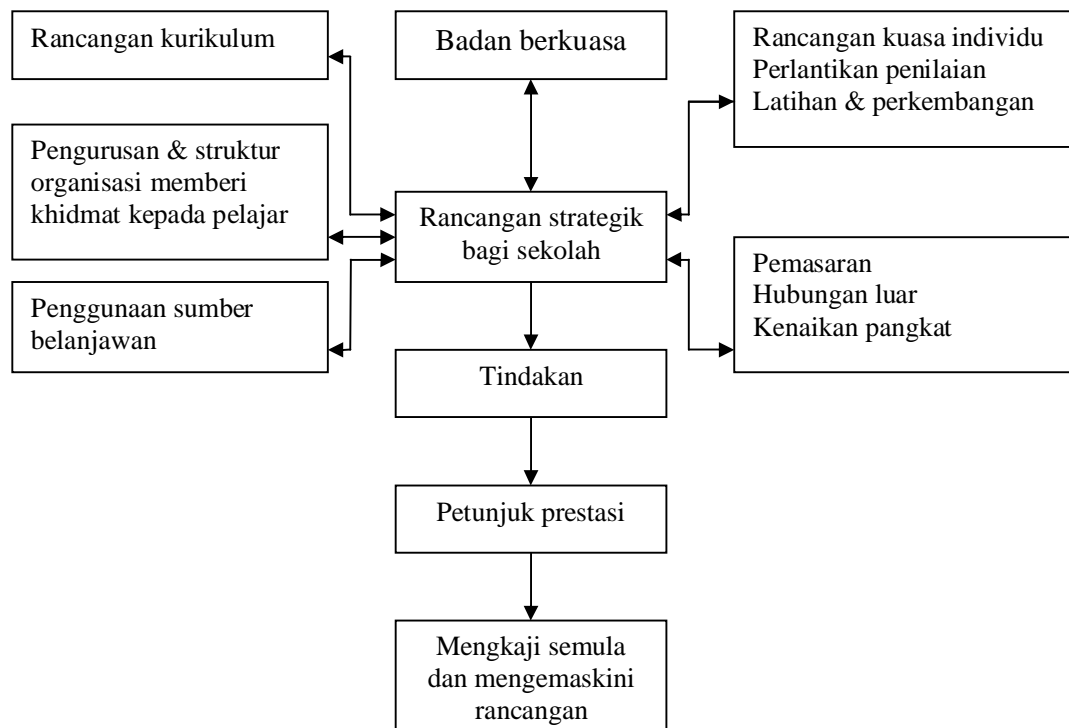 Rancangan kurikulum
Badan berkuasa
Rancangan kuasa individu
Perlantikan penilaian
Latihan & perkembangan
Pengurusan & struktur
organisasi memberi
khidmat kepada pelajar
Rancangan strategik
bagi sekolah
Penggunaan sumber
belanjawan
Pemasaran
Hubungan luar
Kenaikan pangkat
Tindakan
Petunjuk prestasi
Mengkaji semula
dan mengemaskini
rancangan